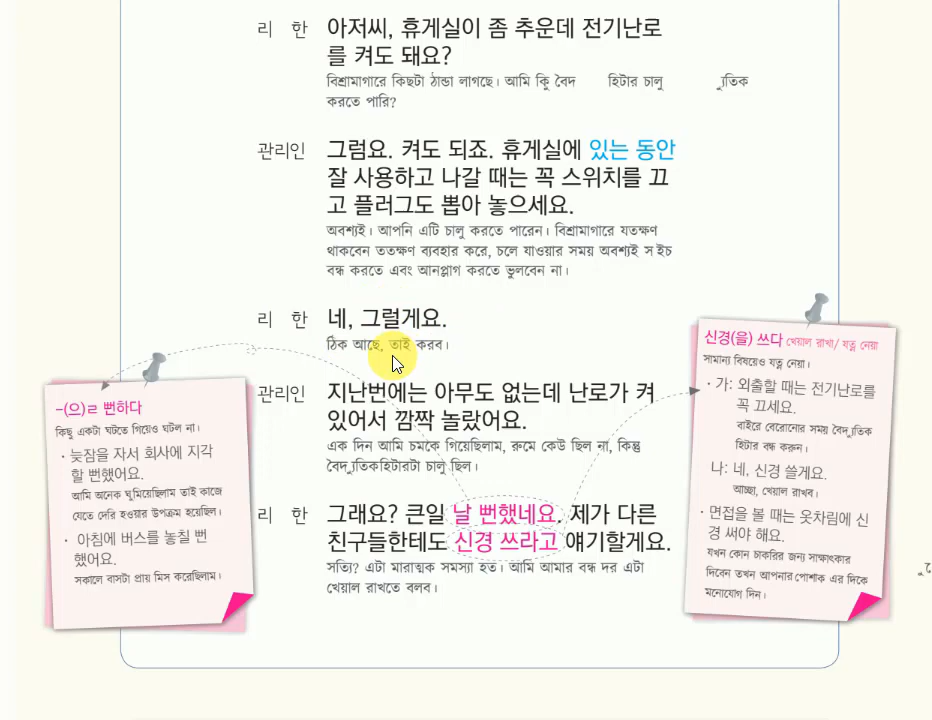 리 한 아저씨, 휴게실이 좀 추운데 전기난로
를 켜도 돼요?
বিশ্রামাগারে কিছটা ঠান্ডা লাগছে। আমি কি বৈদ হিটার চালু ্যুতিক
করতে পারি?
관리인 그럼요. 켜도 되죠. 휴게실에 있는 동안
잘 사용하고 나갈 때는 꼭 스위치를 끄
고 플러그도 뽑아 놓으세요.
অবশ্যই। আপনি এটি চালু করতে পারেন। বিশ্রামাগারে যতক্ষণ
থাকবেন ততক্ষণ ব্যবহার করে, চলে যাওয়ার সময় অবশ্যই স ইচ
বন্ধ করতে এবং আনপ্লাগ করতে ভুলবেন না।
리 한 네, 그럴게요.
ঠিক আছে, তাই করব।
관리인 지난번에는 아무도 없는데 난로가 켜
있어서 깜짝 놀랐어요.
এক দিন আমি চমকে গিয়েছিলাম, রুমে কেউ ছিল না, কিন্তু
বৈদ্যুতিকহিটারটা চালু ছিল।
리 한 그래요? 큰일 날 뻔했네요. 제가 다른
친구들한테도 신경 쓰라고 얘기할게요.
সত্যি? এটা মারাত্মক সমস্যা হত। আমি আমার বন্ধ দর এটা
খেয়াল রাখতে বলব।
-(으)ㄹ 뻔하다
কিছু একটা ঘটতে গিয়েও ঘটল না।
· 늦잠을 자서 회사에 지각
할 뻔했어요.
আমি অনেক ঘুমিয়েছিলাম তাই কাজে
যেতে দেরি হওয়ার উপক্রম হয়েছিল।
· 아침에 버스를 놓칠 뻔
했어요.
সকালে বাসটা প্রায় মিস করেছিলাম।
신경(을) 쓰다 খেয়াল রাখা/ যত্ন নেয়া
সামান্য বিষয়েও যত্ন নেয়া।
· 가: 외출할 때는 전기난로를
꼭 끄세요.
বাইরে বেরোনোর সময় বৈদ্যুতিক
হিটার বন্ধ করুন।
나: 네, 신경 쓸게요.
আচ্ছা, খেয়াল রাখব।
· 면접을 볼 때는 옷차림에 신
경 써야 해요.
যখন কোন চাকরির জন্য সাক্ষাৎকার
দিবেন তখন আপনার পোশাক এর দিকে
মনোযোগ দিন।